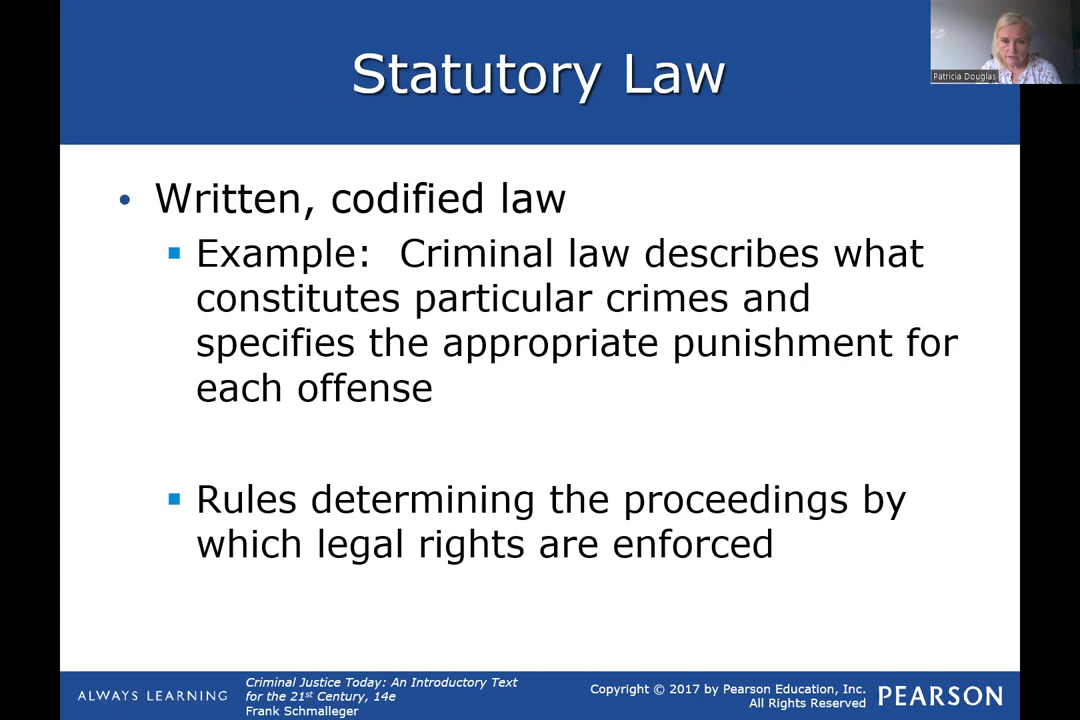 Statutory Law
Patricia Douglas
• Written, codified law
▪ Example:  Criminal law describes what
constitutes particular crimes and
specifies the appropriate punishment for
each offense
▪ Rules determining the proceedings by
which legal rights are enforced
ALWAYS LEARNING
Criminal Justice Today: An Introductory Text
for the 21st Century, 14e
Frank Schmalleger
Copyright © 2017 by Pearson Education, Inc.
All Rights Reserved
PEARSON